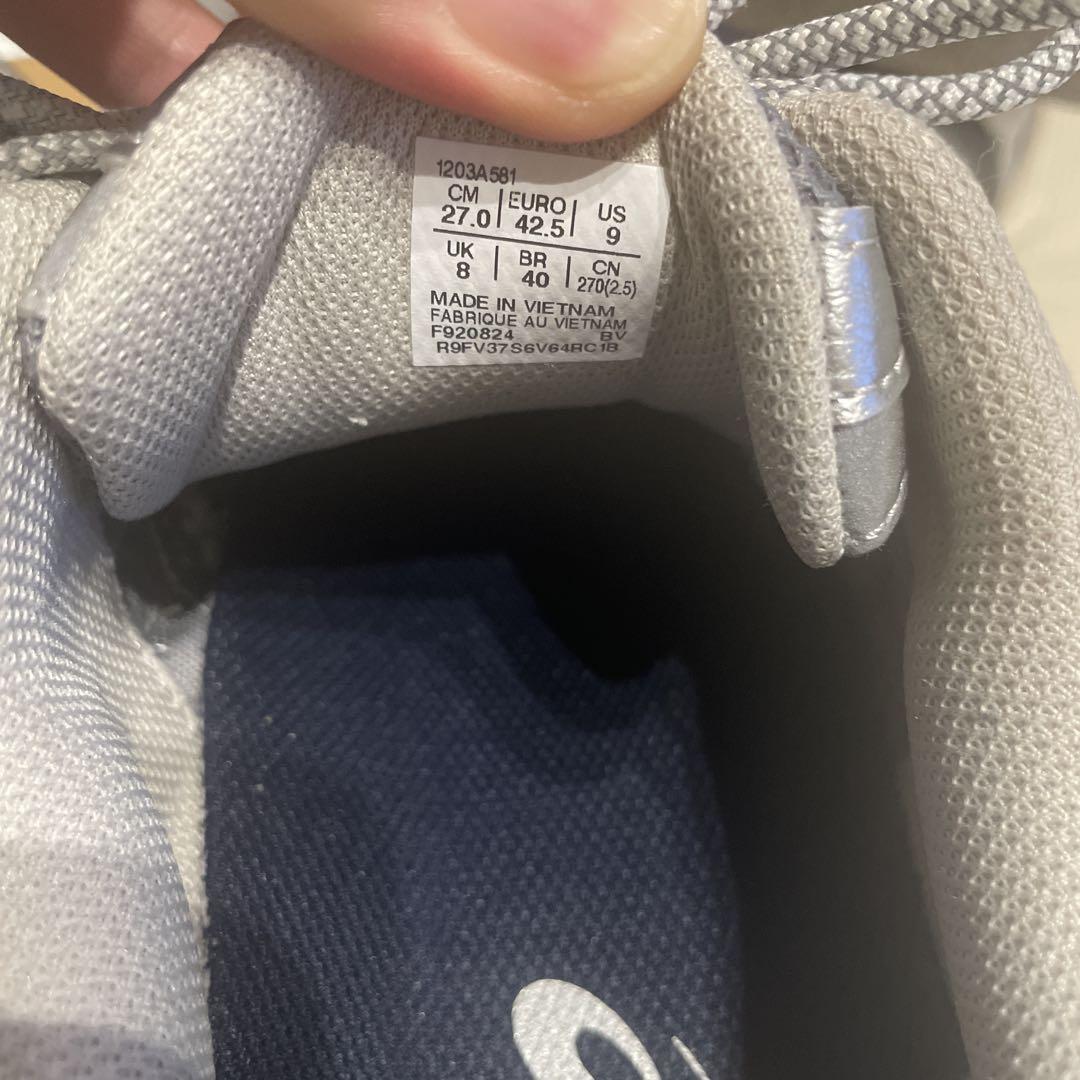 1203A581
CM 27.0 | EURO 42.5 | US 9
UK 8 | BR 40 | CN 270(2.5)
MADE IN VIETNAM
FABRIQUE AU VIETNAM
F920824 BV
R9FV37S6V64RC1B